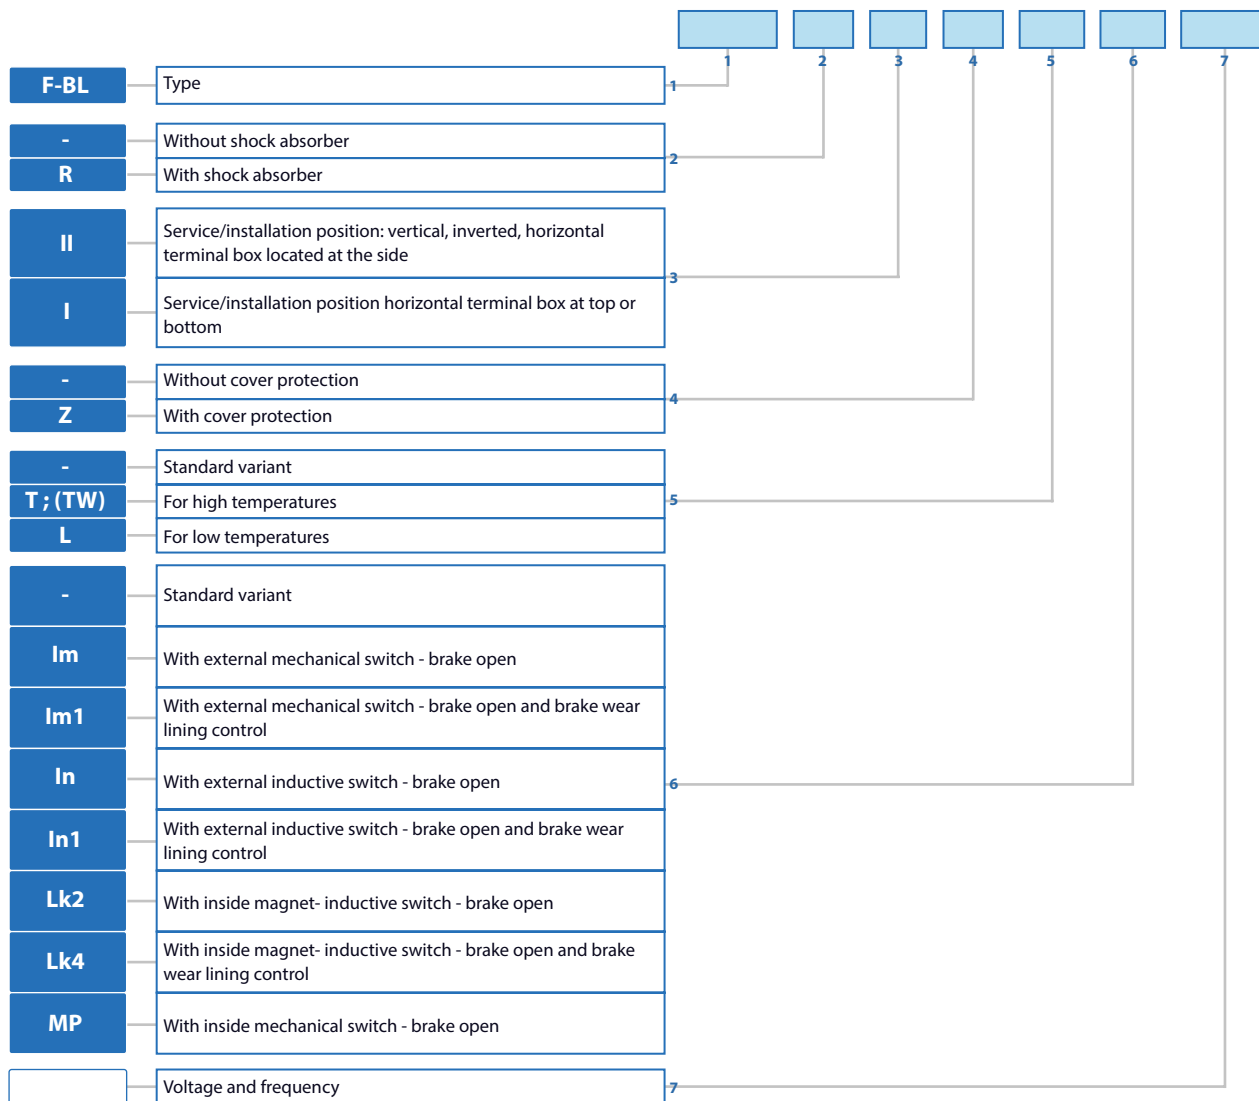 1 2 3 4 5 6 7
F-BL Type 1
- Without shock absorber
2
R With shock absorber
II Service/installation position: vertical, inverted, horizontal
terminal box located at the side
3
I Service/installation position horizontal terminal box at top or
bottom
- Without cover protection
4
Z With cover protection
- Standard variant
T ; (TW) For high temperatures 5
L For low temperatures
- Standard variant
Im With external mechanical switch - brake open
Im1 With external mechanical switch - brake open and brake wear
lining control
In With external inductive switch - brake open 6
In1 With external inductive switch - brake open and brake wear
lining control
Lk2 With inside magnet- inductive switch - brake open
Lk4 With inside magnet- inductive switch - brake open and brake
wear lining control
MP With inside mechanical switch - brake open
Voltage and frequency 7